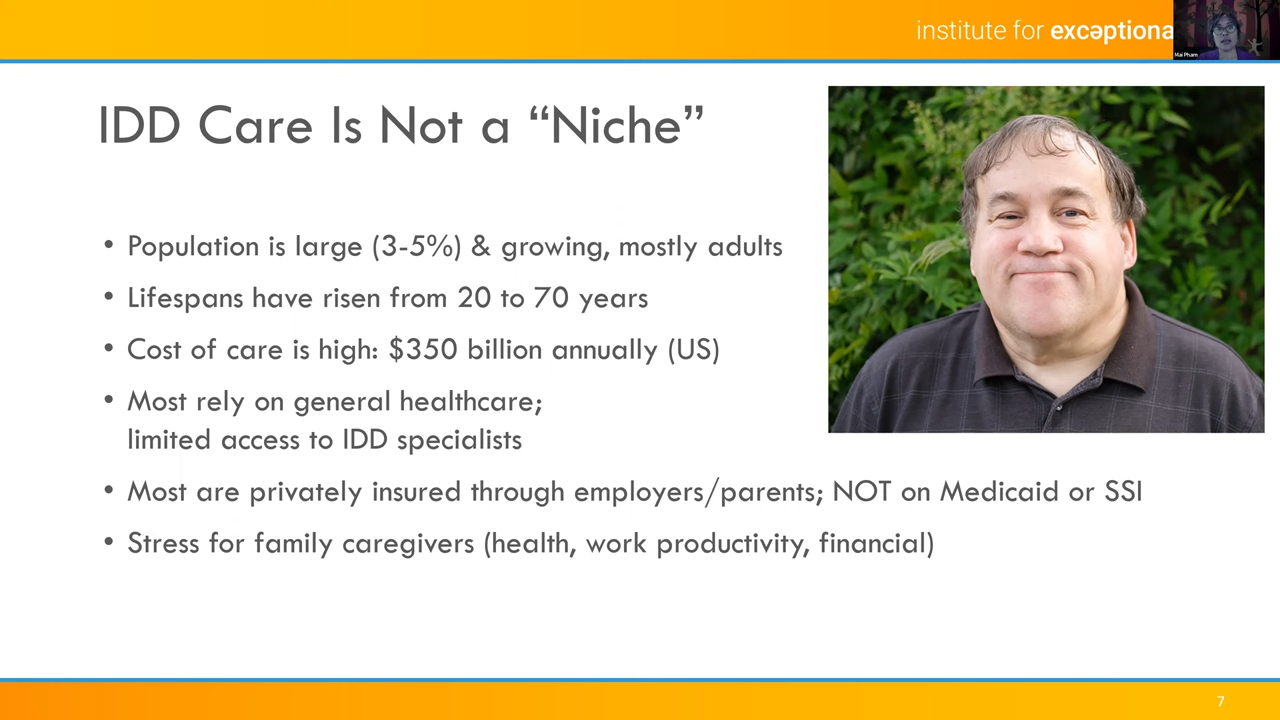 institute for excəptiona
Mai Pham
IDD Care Is Not a “Niche”
• Population is large (3-5%) & growing, mostly adults
• Lifespans have risen from 20 to 70 years
• Cost of care is high: $350 billion annually (US)
• Most rely on general healthcare;
limited access to IDD specialists
• Most are privately insured through employers/parents; NOT on Medicaid or SSI
• Stress for family caregivers (health, work productivity, financial)
7